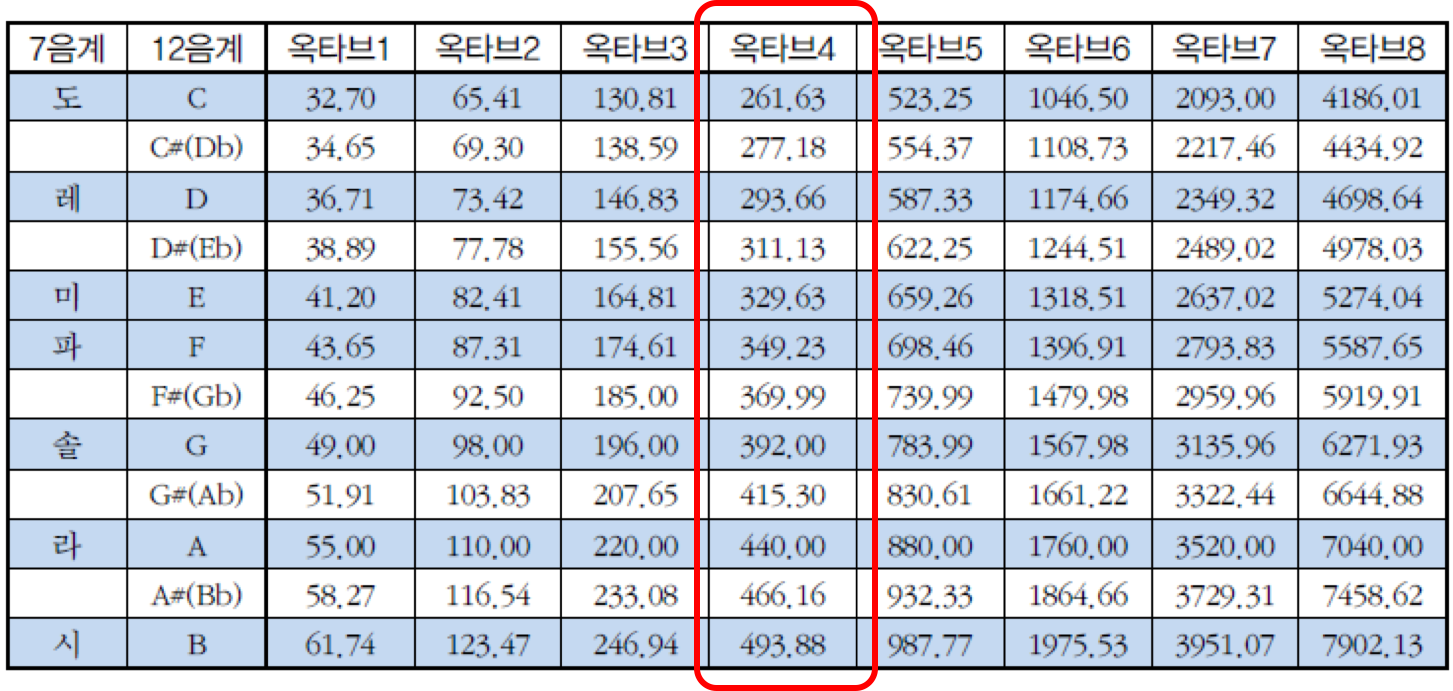 7음계 12음계 옥타브1 옥타브2 옥타브3 옥타브4 옥타브5 옥타브6 옥타브7 옥타브8
도 C 32.70 65.41 130.81 261.63 523.25 1046.50 2093.00 4186.01
C#(Db) 34.65 69.30 138.59 277.18 554.37 1108.73 2217.46 4434.92
레 D 36.71 73.42 146.83 293.66 587.33 1174.66 2349.32 4698.64
D#(Eb) 38.89 77.78 155.56 311.13 622.25 1244.51 2489.02 4978.03
미 E 41.20 82.41 164.81 329.63 659.26 1318.51 2637.02 5274.04
파 F 43.65 87.31 174.61 349.23 698.46 1396.91 2793.83 5587.65
F#(Gb) 46.25 92.50 185.00 369.99 739.99 1479.98 2959.96 5919.91
솔 G 49.00 98.00 196.00 392.00 783.99 1567.98 3135.96 6271.93
G#(Ab) 51.91 103.83 207.65 415.30 830.61 1661.22 3322.44 6644.88
라 A 55.00 110.00 220.00 440.00 880.00 1760.00 3520.00 7040.00
A#(Bb) 58.27 116.54 233.08 466.16 932.33 1864.66 3729.31 7458.62
시 B 61.74 123.47 246.94 493.88 987.77 1975.53 3951.07 7902.13